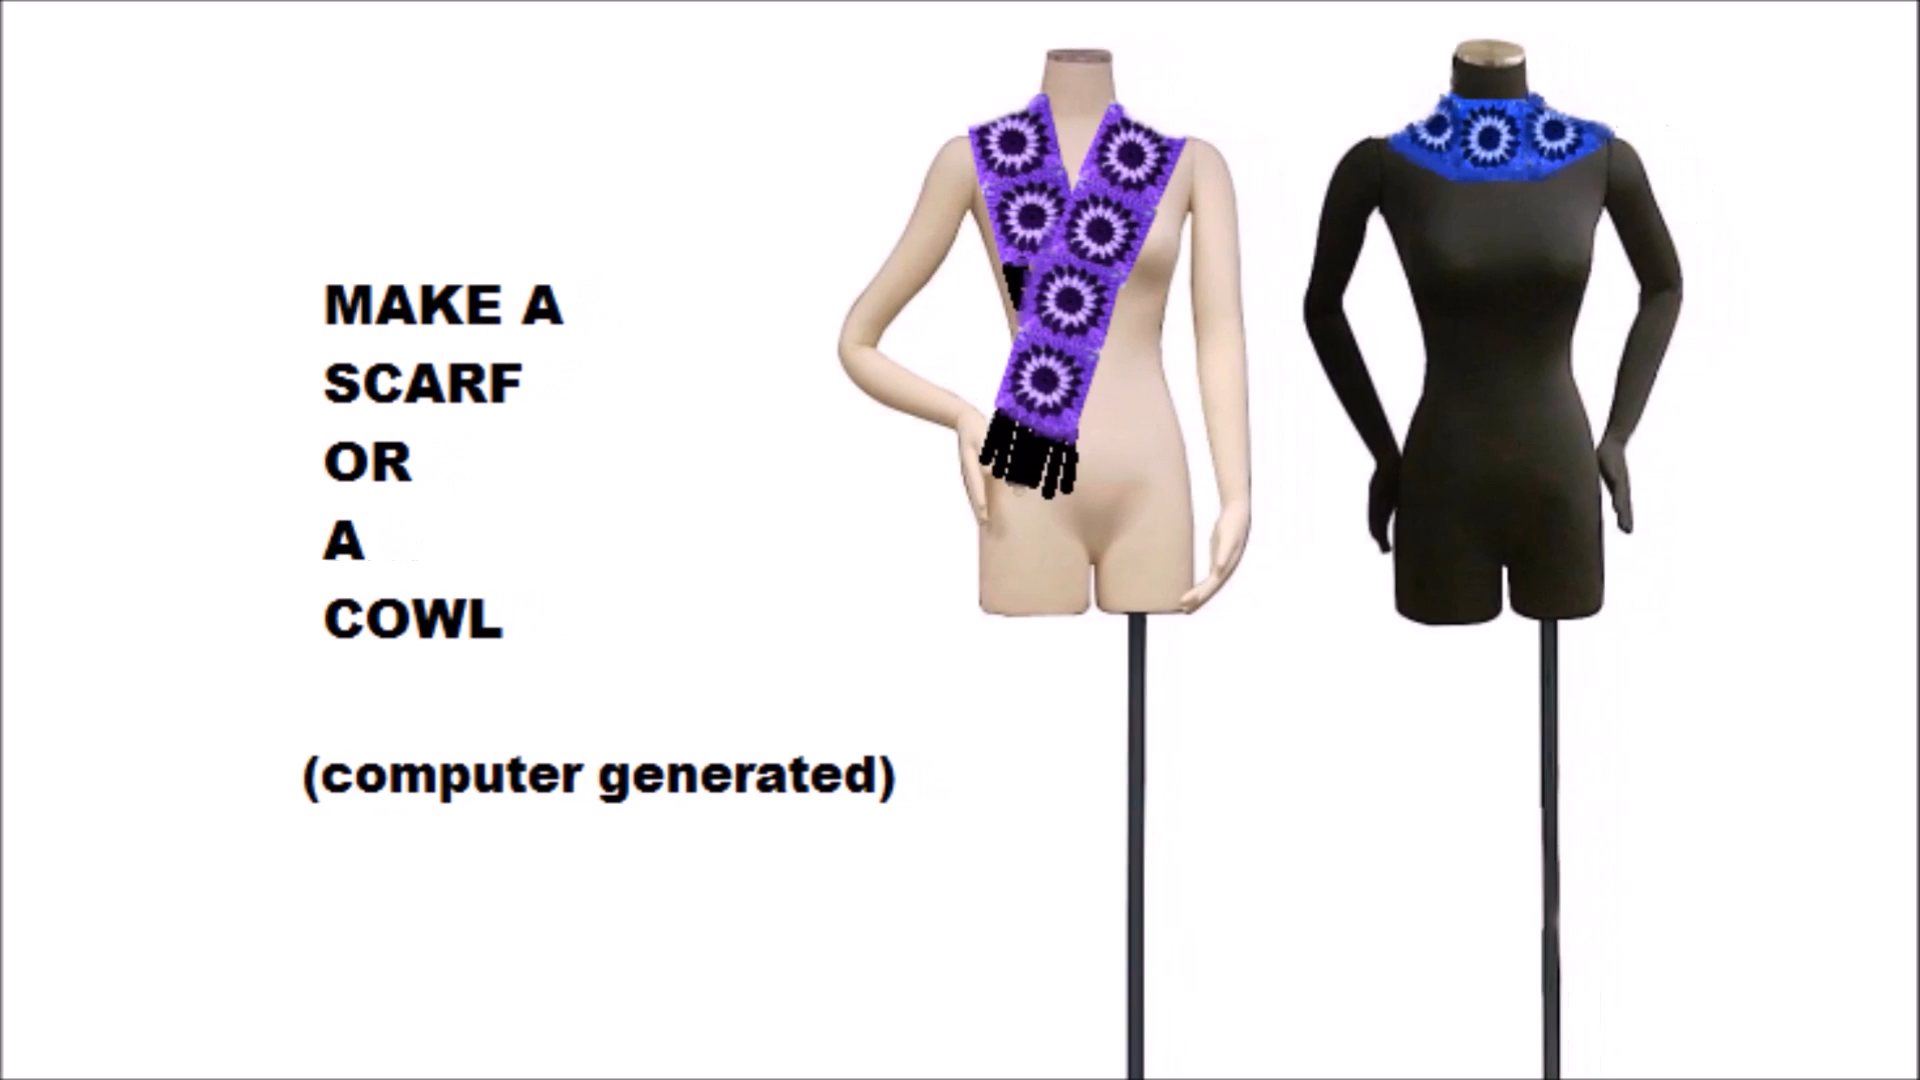 MAKE A
SCARF
OR
A
COWL
(computer generated)